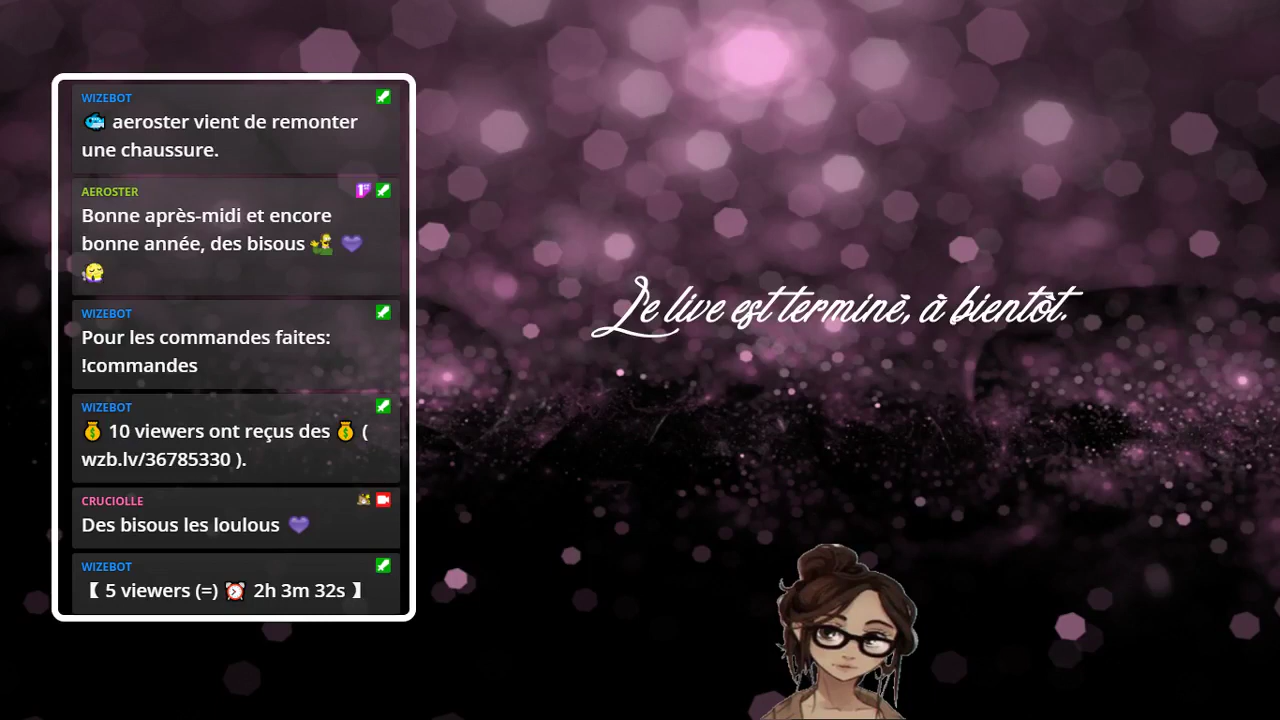 WIZEBOT
aeroster vient de remonter
une chaussure.
AEROSTER
Bonne après-midi et encore
bonne année, des bisous
WIZEBOT
Pour les commandes faites:
!commandes
WIZEBOT
10 viewers ont reçus des (
wzb.lv/36785330 ).
CRUCIOLLE
Des bisous les loulous
WIZEBOT
【 5 viewers (=) ⏰ 2h 3m 32s 】
Le live est terminé, à bientôt.